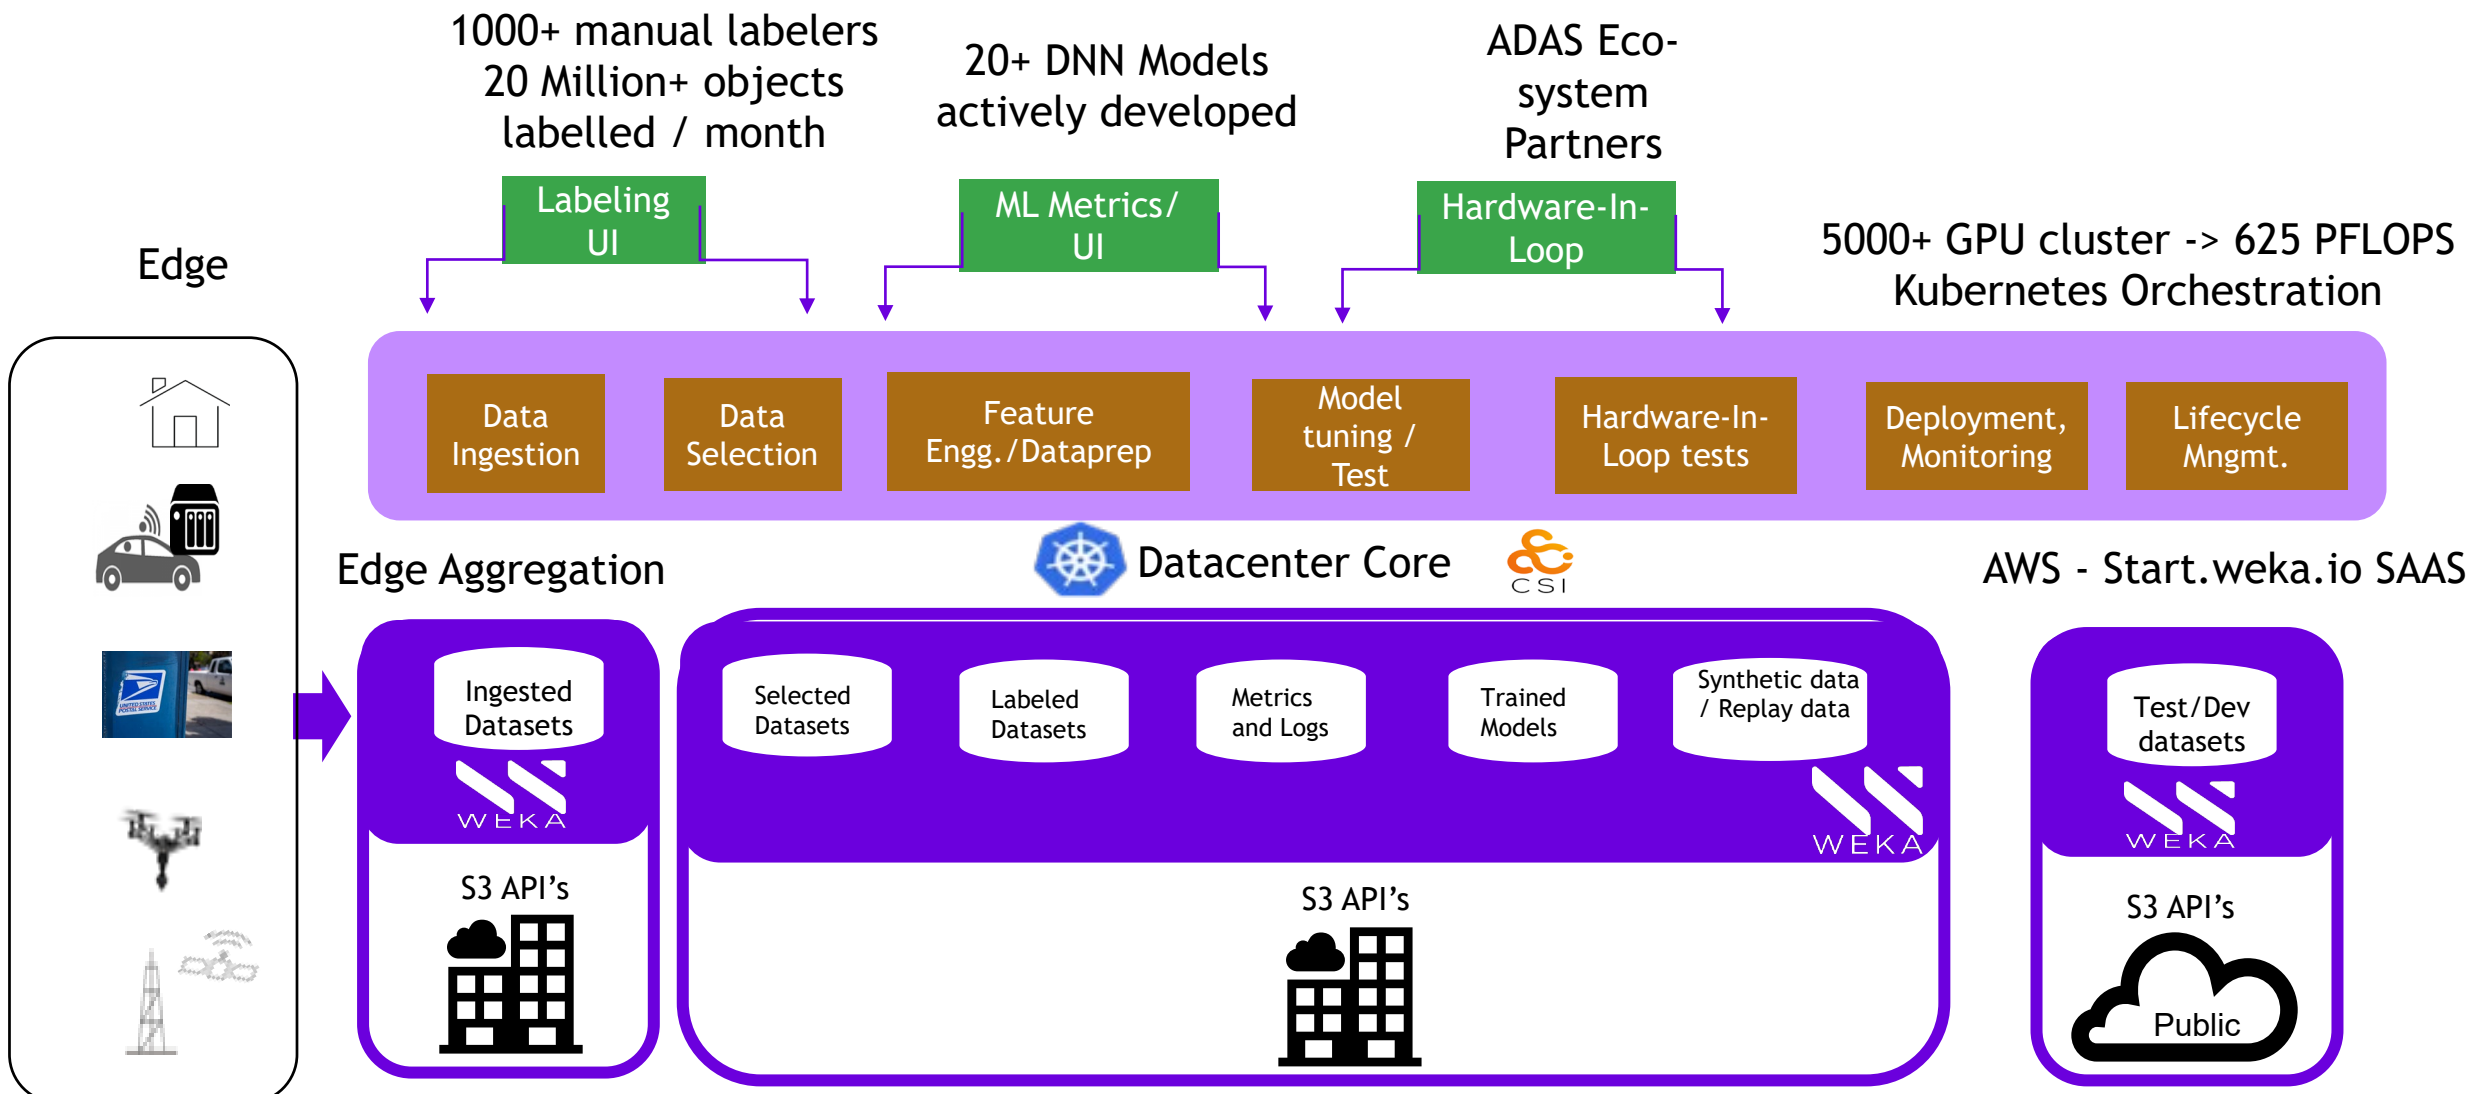 1000+ manual labelers
20 Million+ objects
labelled / month
20+ DNN Models
actively developed
ADAS Eco-
system
Partners
Labeling
UI
ML Metrics/
UI
Hardware-In-
Loop
5000+ GPU cluster -> 625 PFLOPS
Kubernetes Orchestration
Edge
Data
Ingestion
Data
Selection
Feature
Engg./Dataprep
Model
tuning /
Test
Hardware-In-
Loop tests
Deployment,
Monitoring
Lifecycle
Mngmt.
Edge Aggregation
Datacenter Core
CSI
AWS - Start.weka.io SAAS
UNITED STATES
POSTAL SERVICE
Ingested
Datasets
WEKA
S3 API's
Selected
Datasets
Labeled
Datasets
Metrics
and Logs
Trained
Models
Synthetic data
/ Replay data
WEKA
S3 API's
Test/Dev
datasets
WEKA
S3 API's
Public